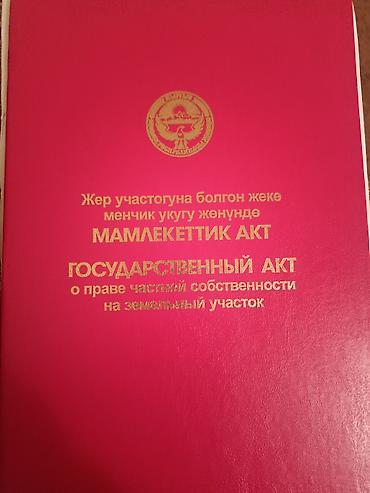 Жер участогуна болгон жеке
менчик укугу жөнүндө
МАМЛЕКЕТТИК АКТ
ГОСУДАРСТВЕННЫЙ АКТ
о праве частной собственности
на земельный участок